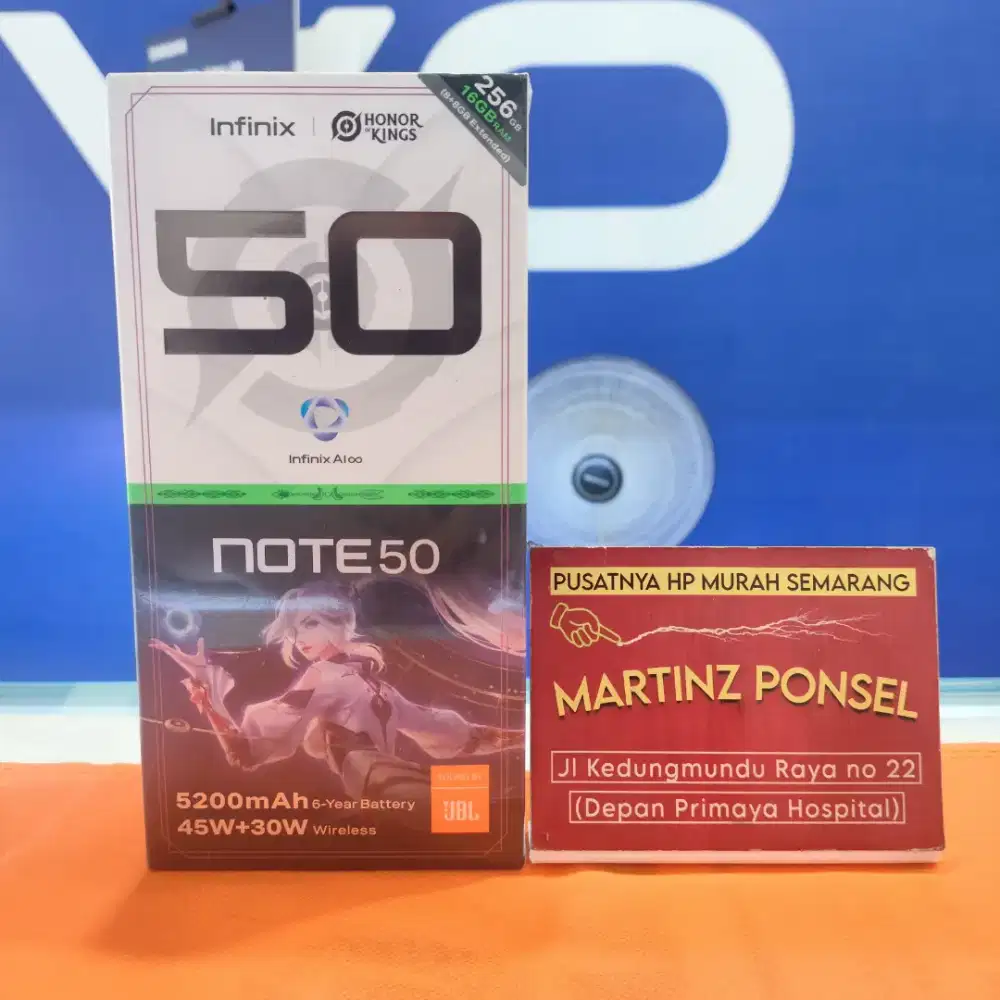 Infinix | HONOR OF KINGS
256GB
16GB RAM
(8+8GB Extended)
50
Infinix AI∞
NOTE 50
5200mAh 6-Year Battery
45W+30W Wireless
JBL
PUSATNYA HP MURAH SEMARANG
MARTINZ PONSEL
Jl Kedungmundu Raya no 22
(Depan Primaya Hospital)